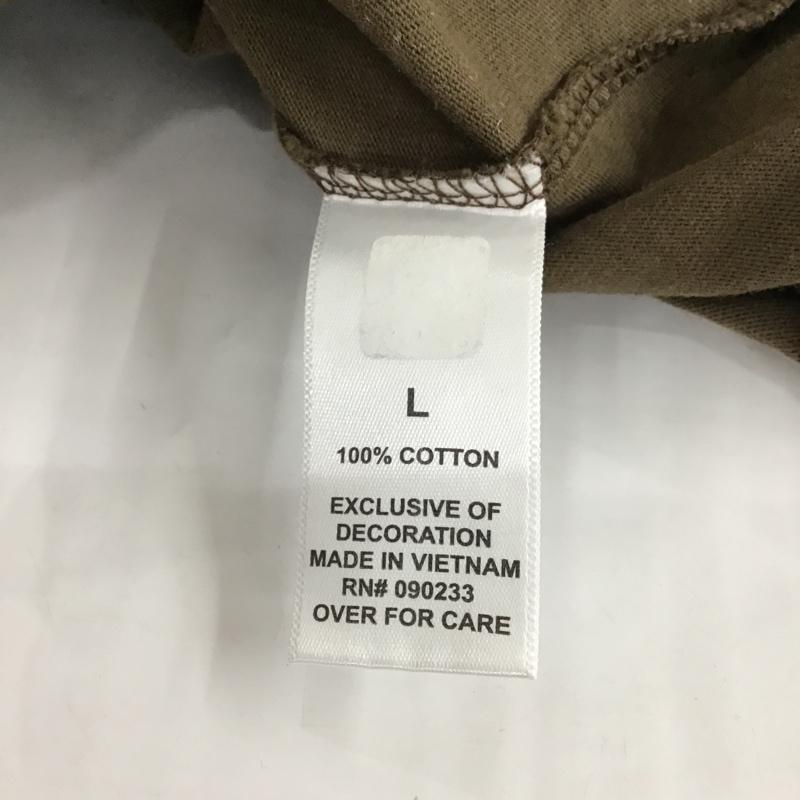 L
100% COTTON
EXCLUSIVE OF
DECORATION
MADE IN VIETNAM
RN# 090233
OVER FOR CARE